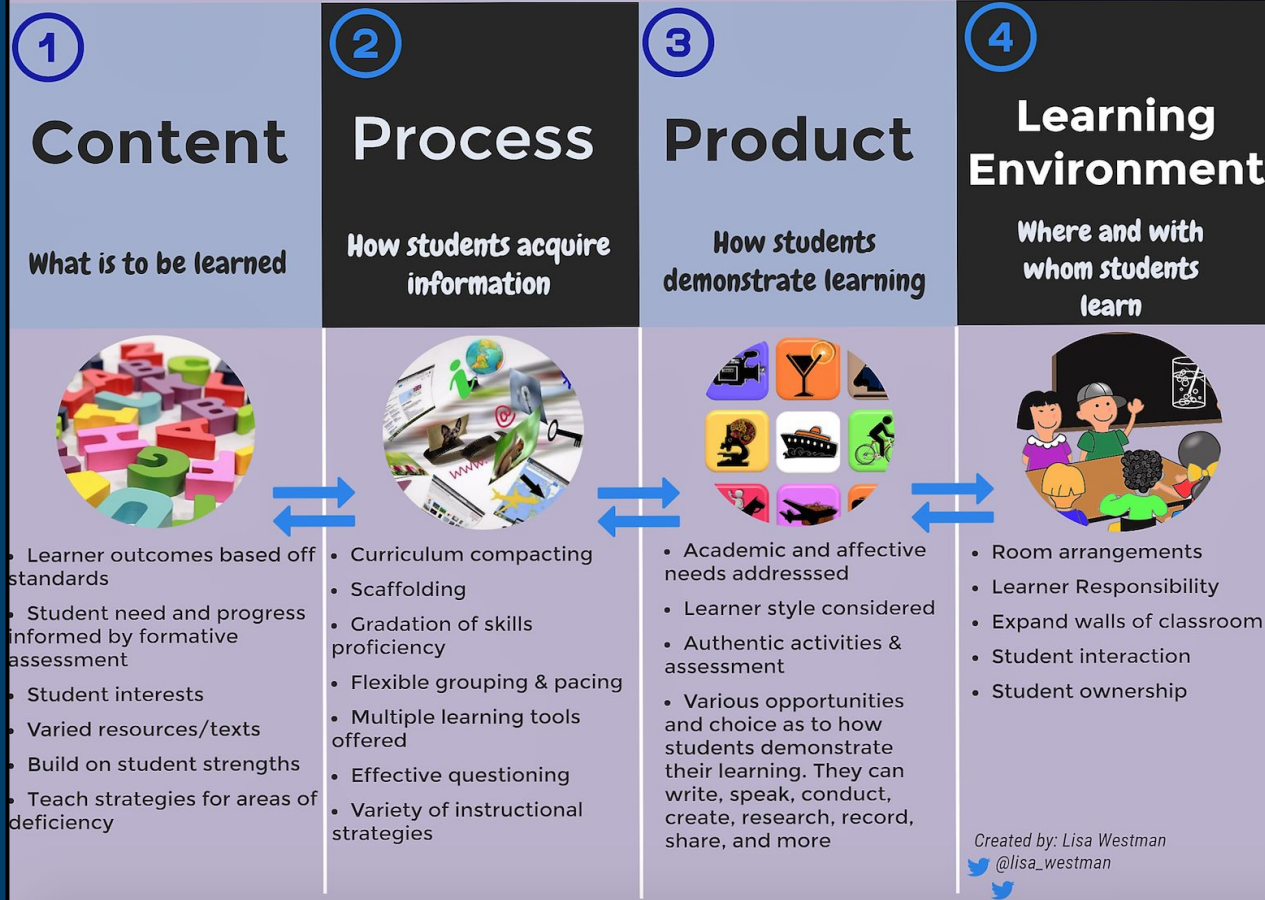 1
Content
What is to be learned
• Learner outcomes based off
standards
• Student need and progress
informed by formative
assessment
• Student interests
• Varied resources/texts
• Build on student strengths
• Teach strategies for areas of
deficiency
2
Process
How students acquire
information
i
@
www.
• Curriculum compacting
• Scaffolding
• Gradation of skills
proficiency
• Flexible grouping & pacing
• Multiple learning tools
offered
• Effective questioning
• Variety of instructional
strategies
3
Product
How students
demonstrate learning
• Academic and affective
needs addresssed
• Learner style considered
• Authentic activities &
assessment
• Various opportunities
and choice as to how
students demonstrate
their learning. They can
write, speak, conduct,
create, research, record,
share, and more
4
Learning
Environment
Where and with
whom students
learn
• Room arrangements
• Learner Responsibility
• Expand walls of classroom
• Student interaction
• Student ownership
Created by: Lisa Westman
@lisa_westman